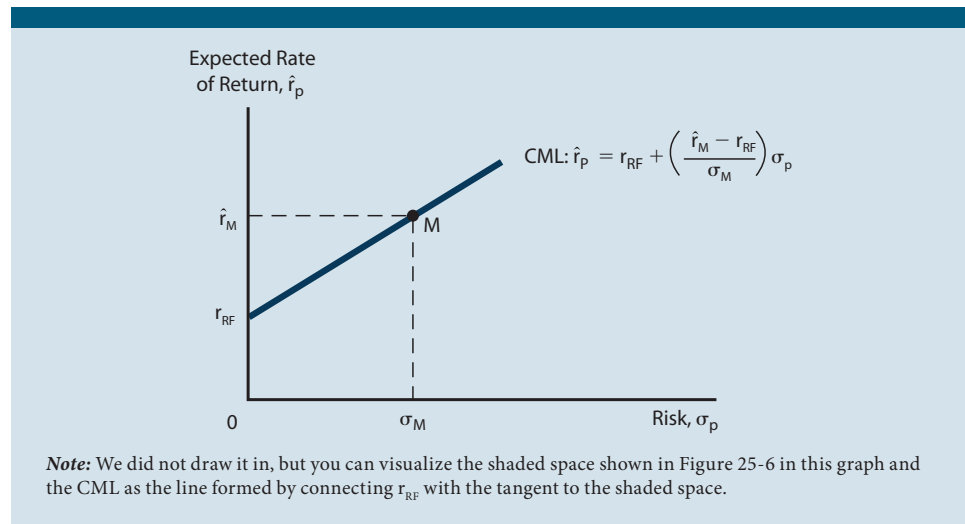 Expected Rate
of Return, r̂p
CML: r̂P = rRF + ( (r̂M − rRF) / σM ) σp
r̂M
M
rRF
0
σM
Risk, σp
Note: We did not draw it in, but you can visualize the shaded space shown in Figure 25-6 in this graph and
the CML as the line formed by connecting rRF with the tangent to the shaded space.